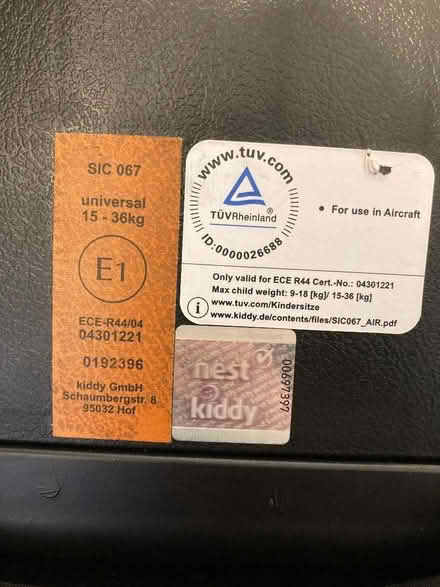 SIC 067
universal
15 - 36kg
E1
ECE-R44/04
04301221
0192396
kiddy GmbH
Schaumbergstr. 8
95032 Hof
www.tuv.com
TÜVRheinland®
ID:0000026688
• For use in Aircraft
Only valid for ECE R44 Cert.-No.: 04301221
Max child weight: 9-18 [kg]/ 15-36 [kg]
i www.tuv.com/Kindersitze
www.kiddy.de/contents/files/SIC067_AIR.pdf
nest
kiddy
00697397